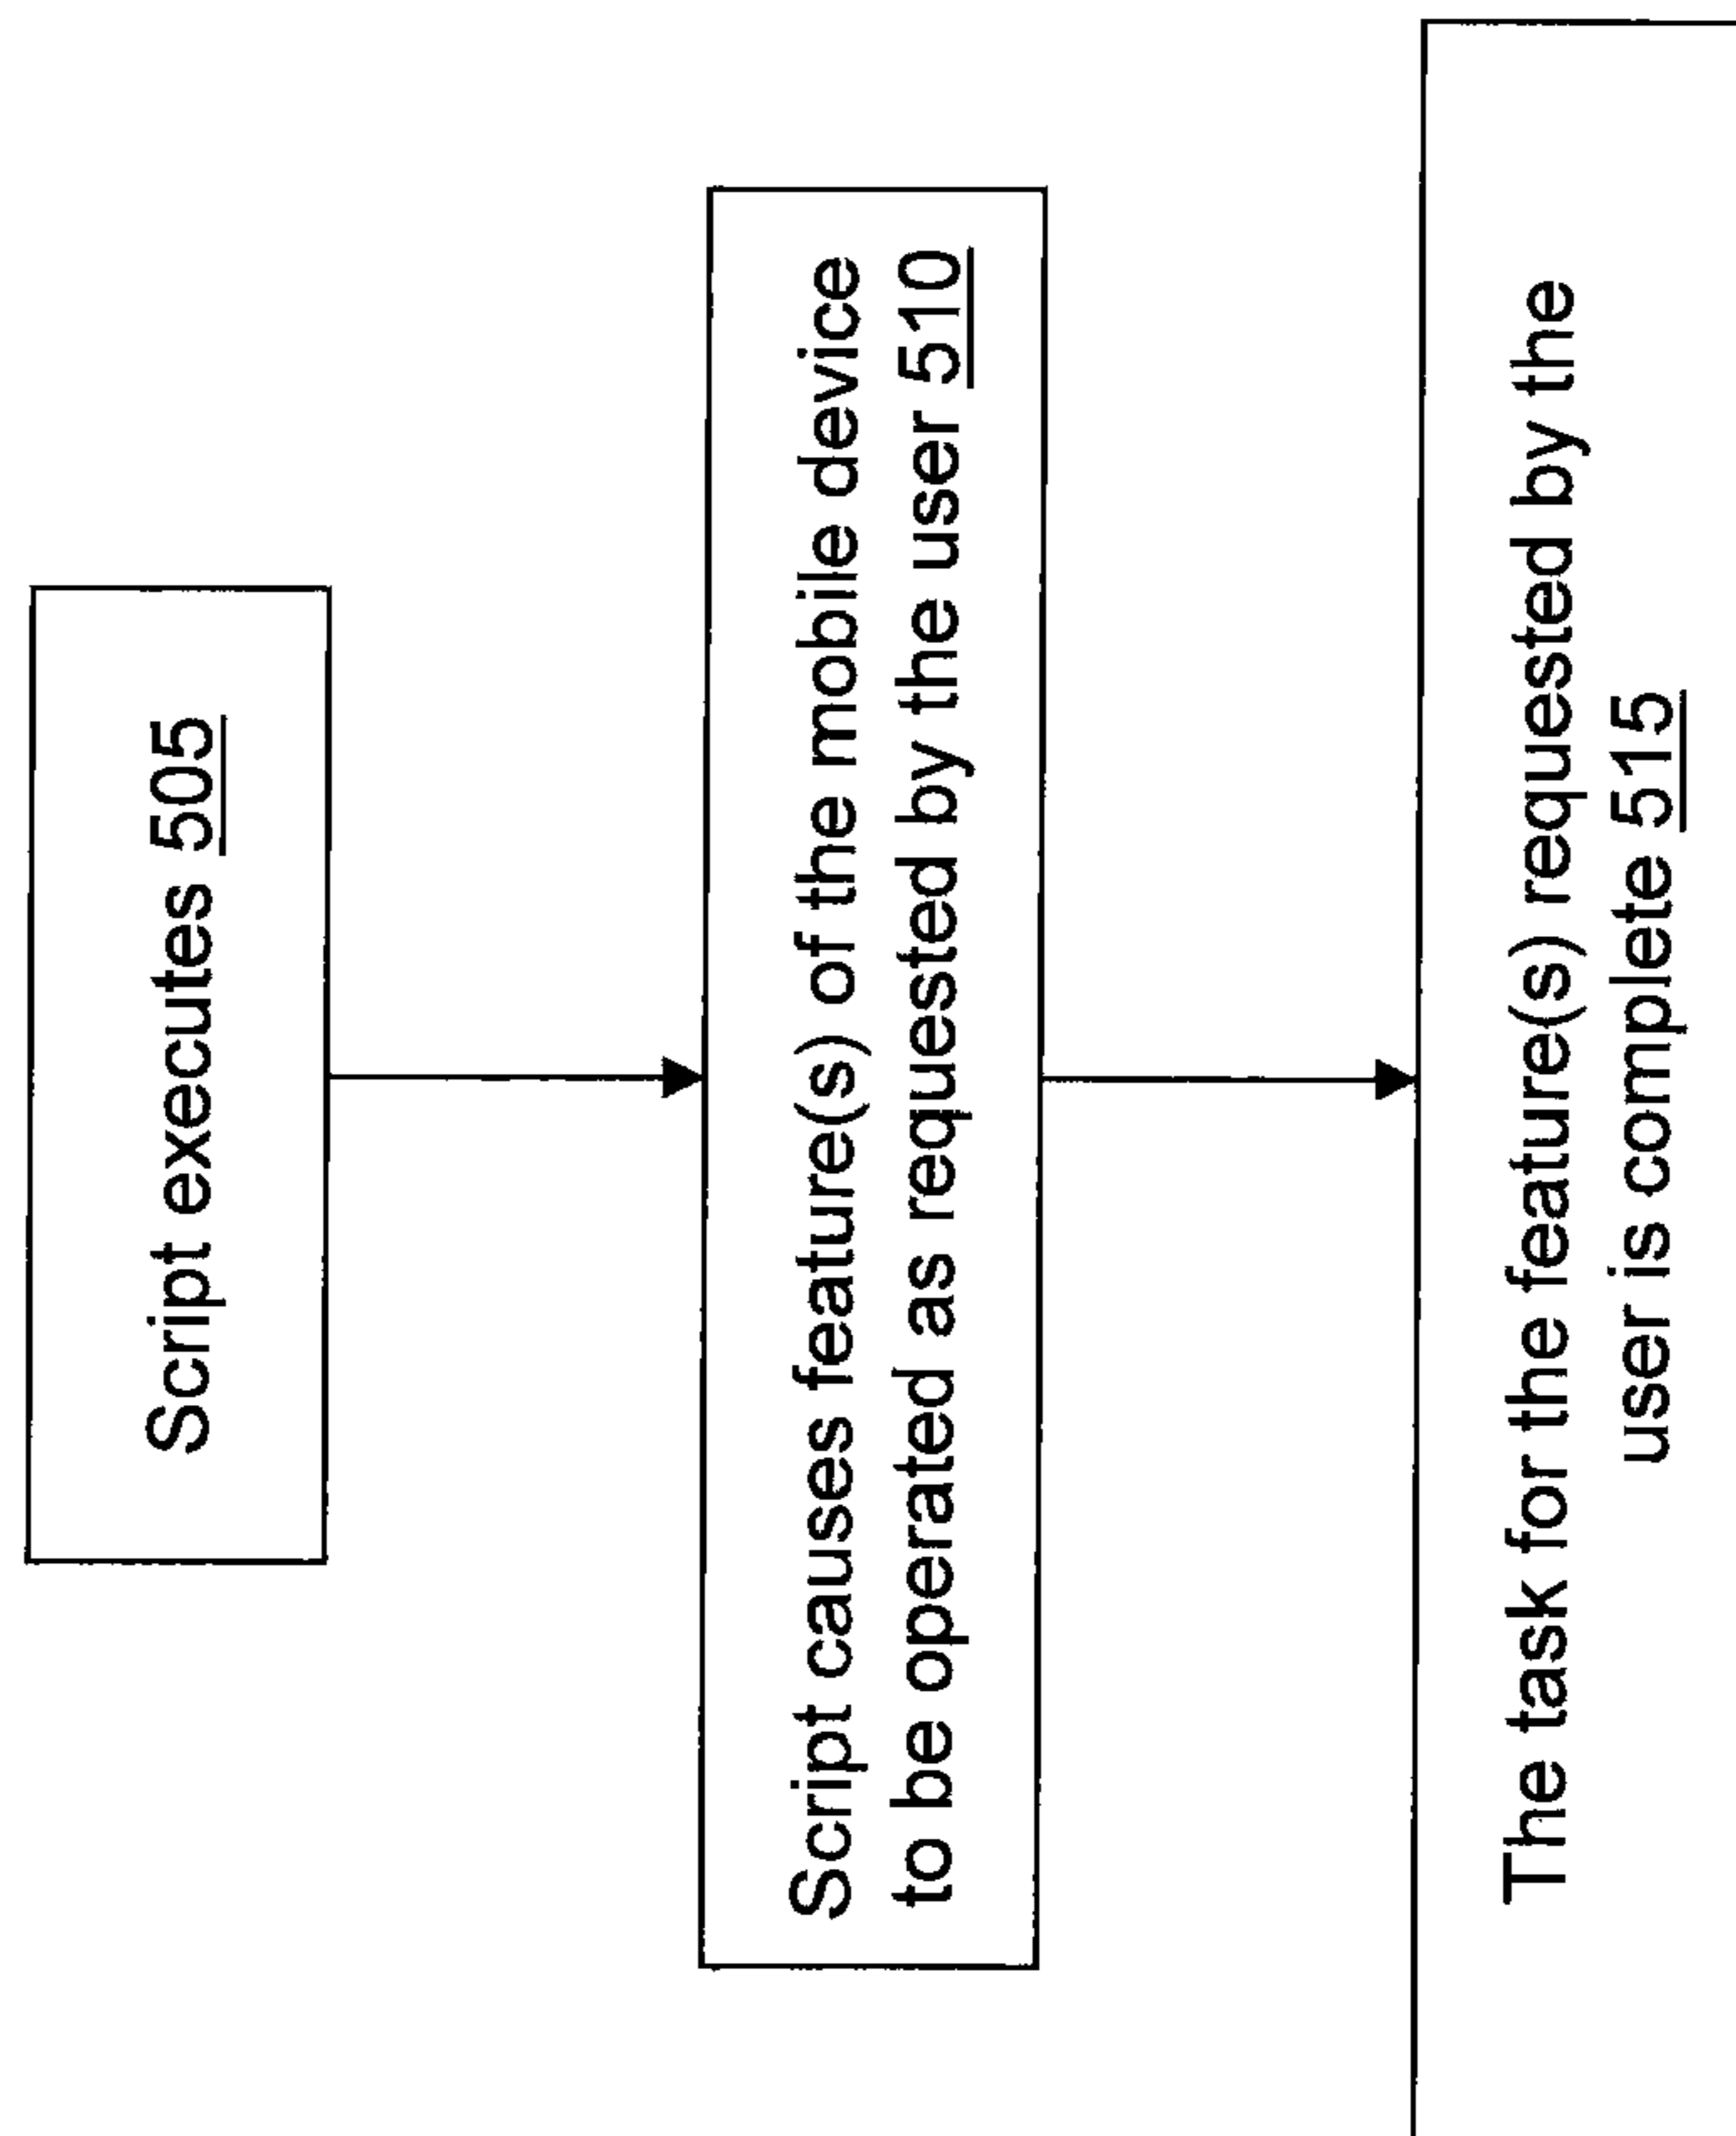 Script executes 505
Script causes feature(s) of the mobile device
to be operated as requested by the user 510
The task for the feature(s) requested by the
user is complete 515